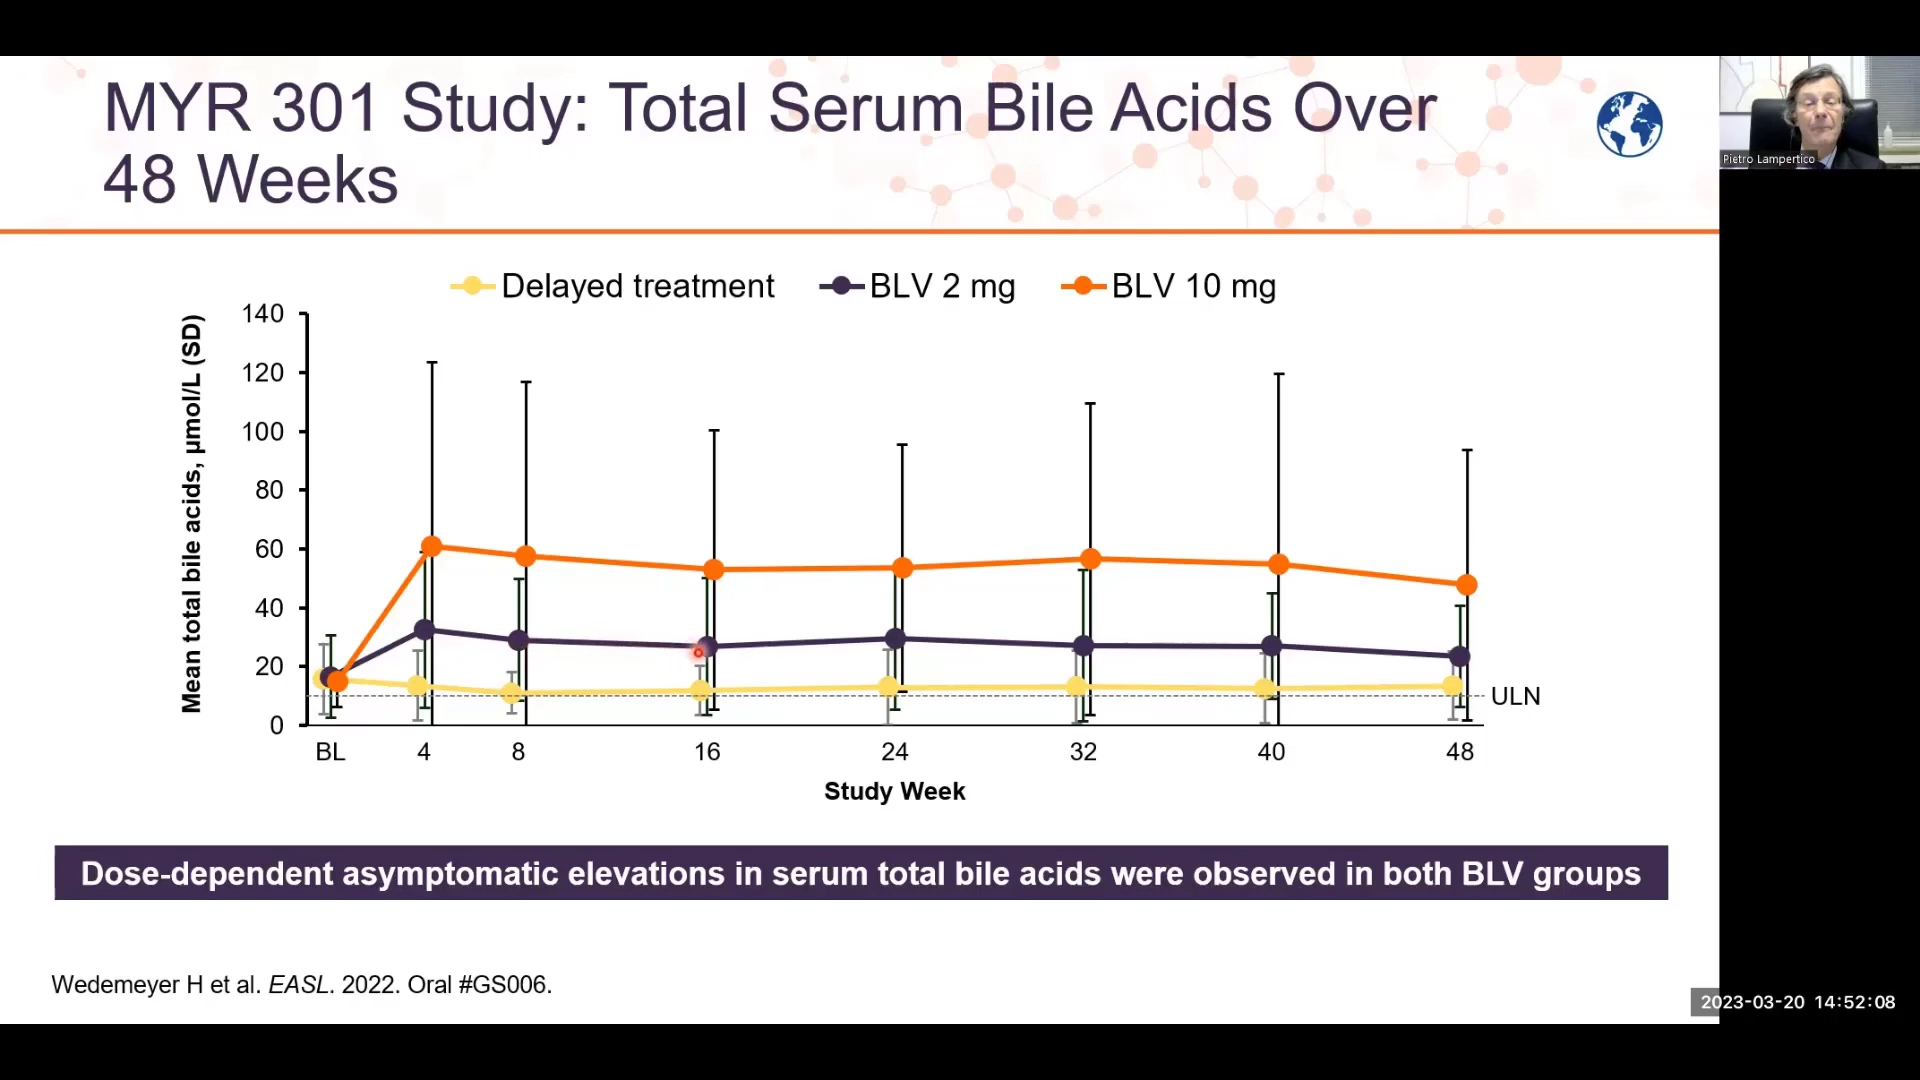 MYR 301 Study: Total Serum Bile Acids Over
48 Weeks
Pietro Lampertico
Delayed treatment
BLV 2 mg
BLV 10 mg
Mean total bile acids, µmol/L (SD)
140
120
100
80
60
40
20
0
ULN
BL 4 8 16 24 32 40 48
Study Week
Dose-dependent asymptomatic elevations in serum total bile acids were observed in both BLV groups
Wedemeyer H et al. EASL. 2022. Oral #GS006.
2023-03-20 14:52:08